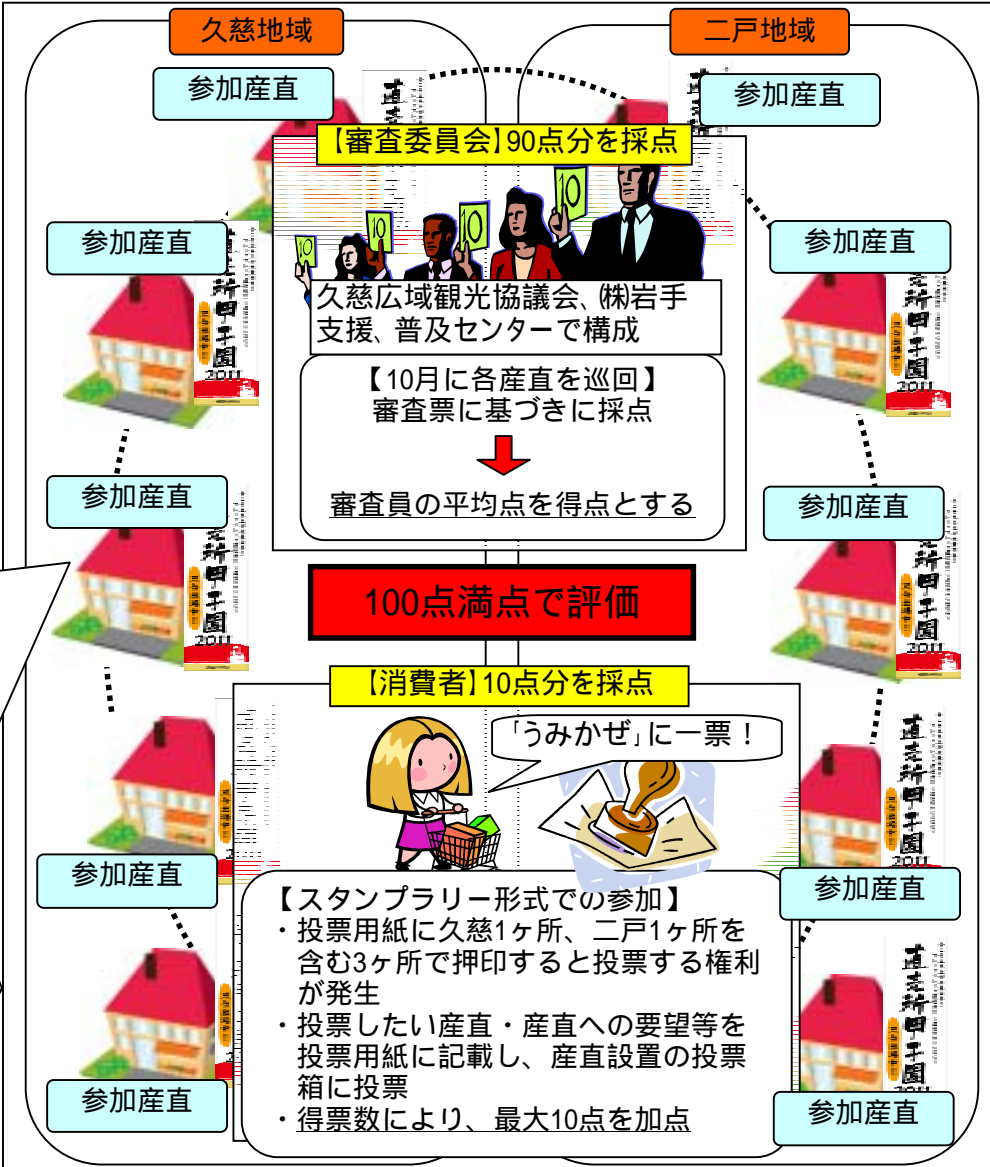 久慈地域
二戸地域
参加産直
参加産直
【審査委員会】90点分を採点
10
10
10
10
参加産直
参加産直
久慈広域観光協議会、㈱岩手
支援、普及センターで構成
【10月に各産直を巡回】
審査票に基づきに採点
審査員の平均点を得点とする
2011
2011
参加産直
参加産直
100点満点で評価
2011
2011
【消費者】10点分を採点
「うみかぜ」に一票！
参加産直
参加産直
【スタンプラリー形式での参加】
・投票用紙に久慈1ヶ所、二戸1ヶ所を
含む3ヶ所で押印すると投票する権利
が発生
・投票したい産直・産直への要望等を
投票用紙に記載し、産直設置の投票
箱に投票
・得票数により、最大10点を加点
参加産直
参加産直